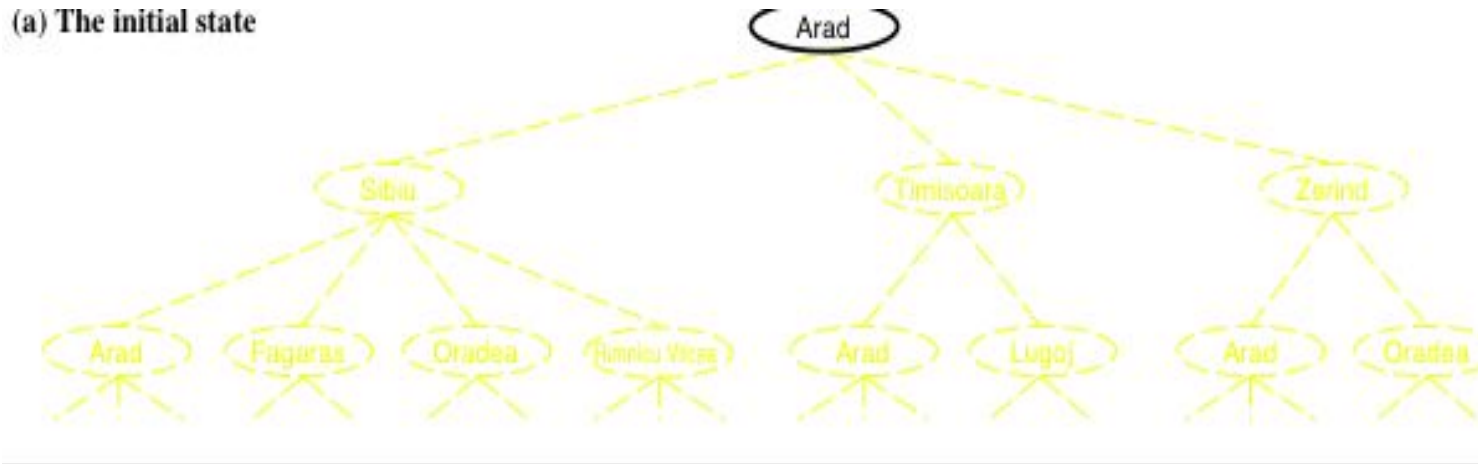 (a) The initial state
Arad
Sibiu Timisoara Zerind
Arad Fagaras Oradea Rimnicu Vilcea Arad Lugoj Arad Oradea